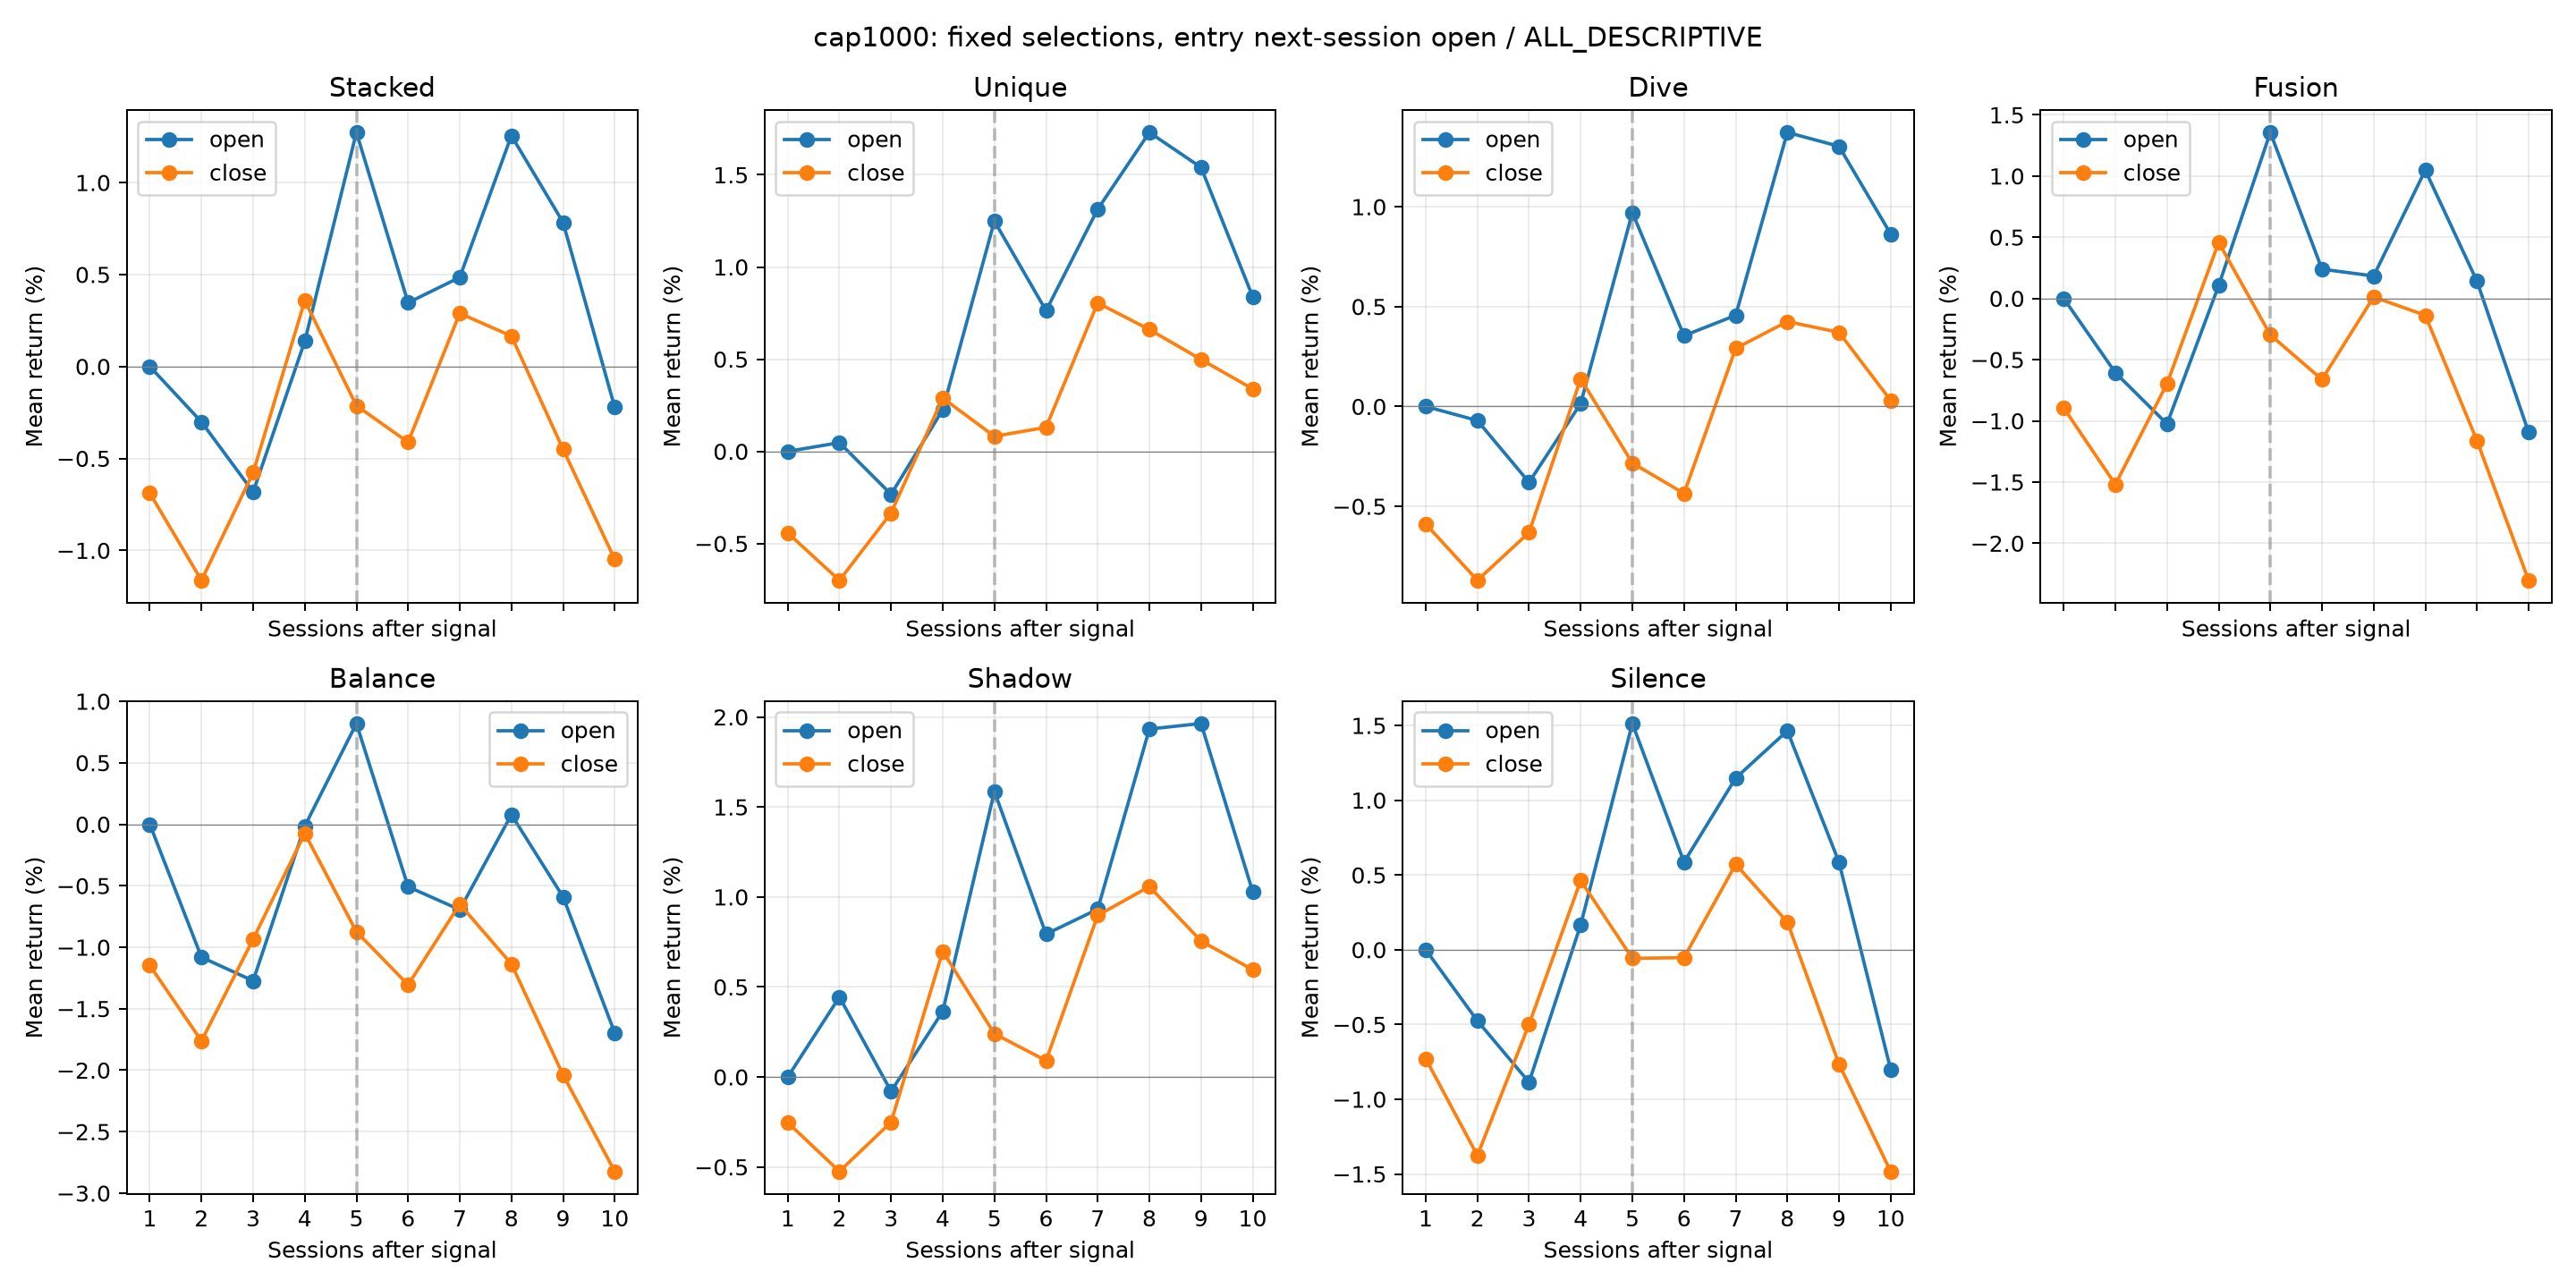 cap1000: fixed selections, entry next-session open / ALL_DESCRIPTIVE
Stacked
open
close
1.0
0.5
0.0
−0.5
−1.0
Mean return (%)
Sessions after signal
Unique
open
close
1.5
1.0
0.5
0.0
−0.5
Mean return (%)
Sessions after signal
Dive
open
close
1.0
0.5
0.0
−0.5
Mean return (%)
Sessions after signal
Fusion
open
close
1.5
1.0
0.5
0.0
−0.5
−1.0
−1.5
−2.0
Mean return (%)
Sessions after signal
Balance
open
close
1.0
0.5
0.0
−0.5
−1.0
−1.5
−2.0
−2.5
−3.0
Mean return (%)
1 2 3 4 5 6 7 8 9 10
Sessions after signal
Shadow
open
close
2.0
1.5
1.0
0.5
0.0
−0.5
Mean return (%)
1 2 3 4 5 6 7 8 9 10
Sessions after signal
Silence
open
close
1.5
1.0
0.5
0.0
−0.5
−1.0
−1.5
Mean return (%)
1 2 3 4 5 6 7 8 9 10
Sessions after signal